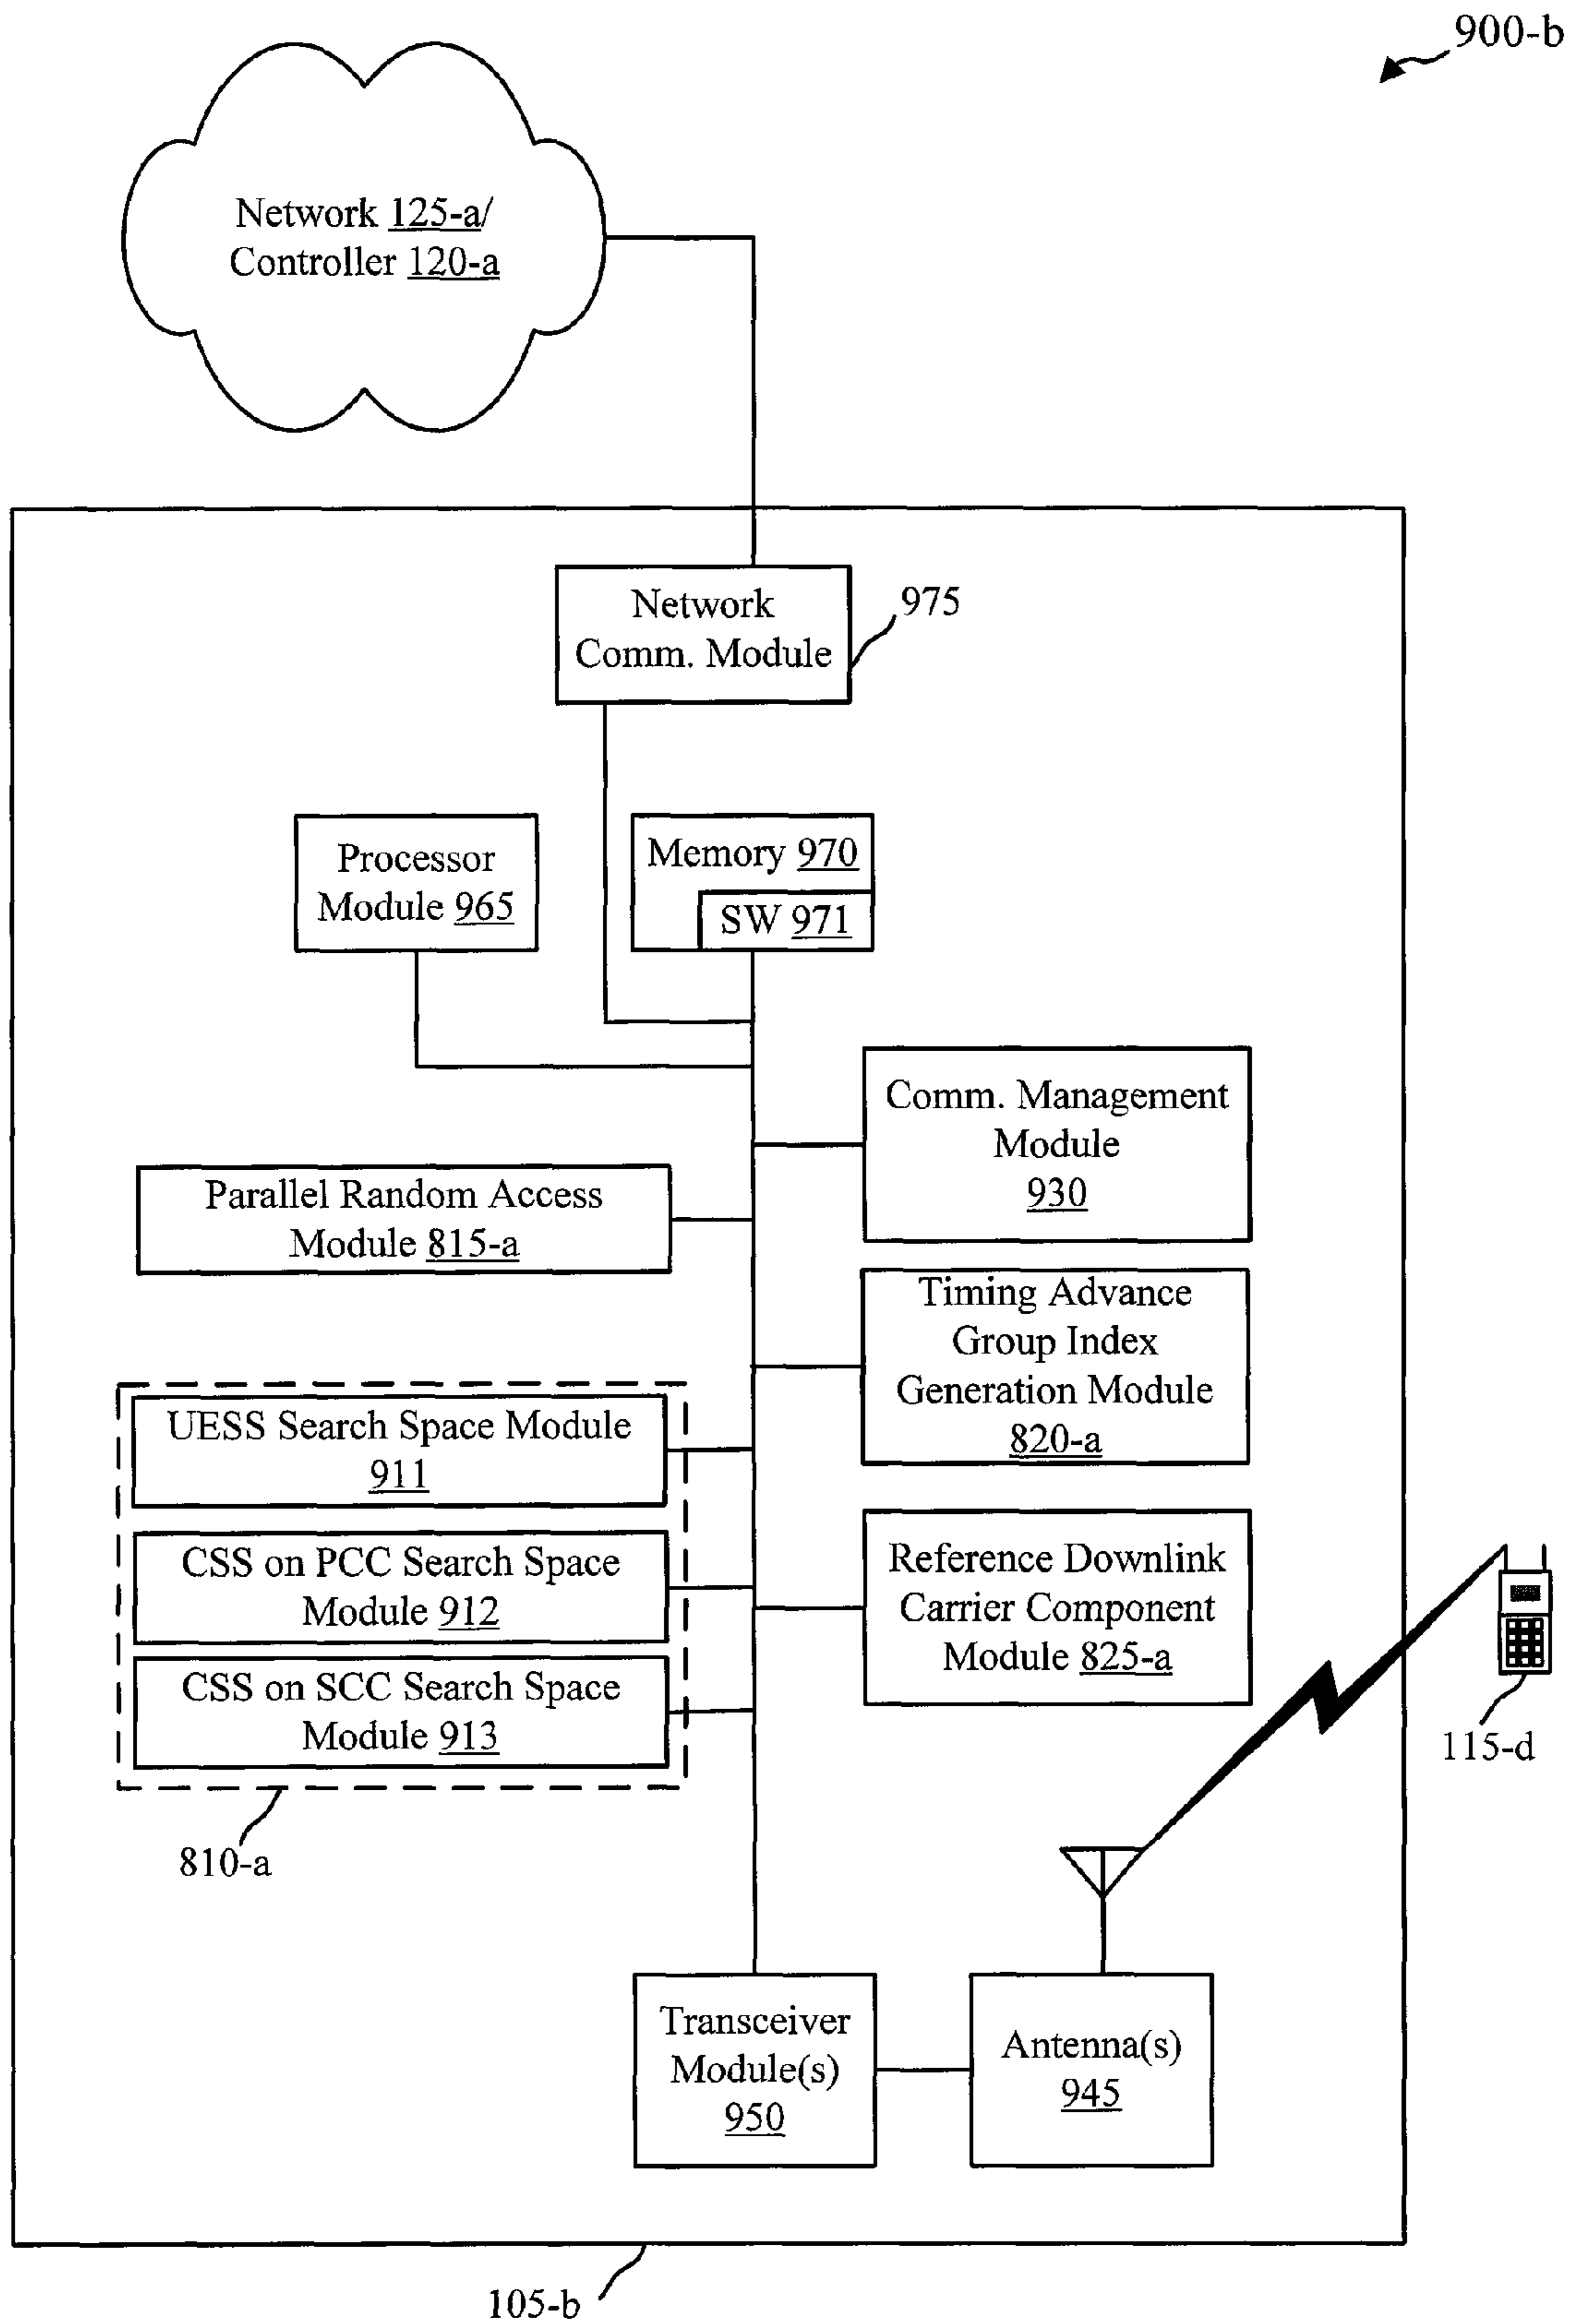 900-b
Network 125-a/
Controller 120-a
Network
Comm. Module
975
Processor
Module 965
Memory 970
SW 971
Comm. Management
Module
930
Parallel Random Access
Module 815-a
Timing Advance
Group Index
Generation Module
820-a
UESS Search Space Module
911
CSS on PCC Search Space
Module 912
CSS on SCC Search Space
Module 913
810-a
Reference Downlink
Carrier Component
Module 825-a
115-d
Transceiver
Module(s)
950
Antenna(s)
945
105-b